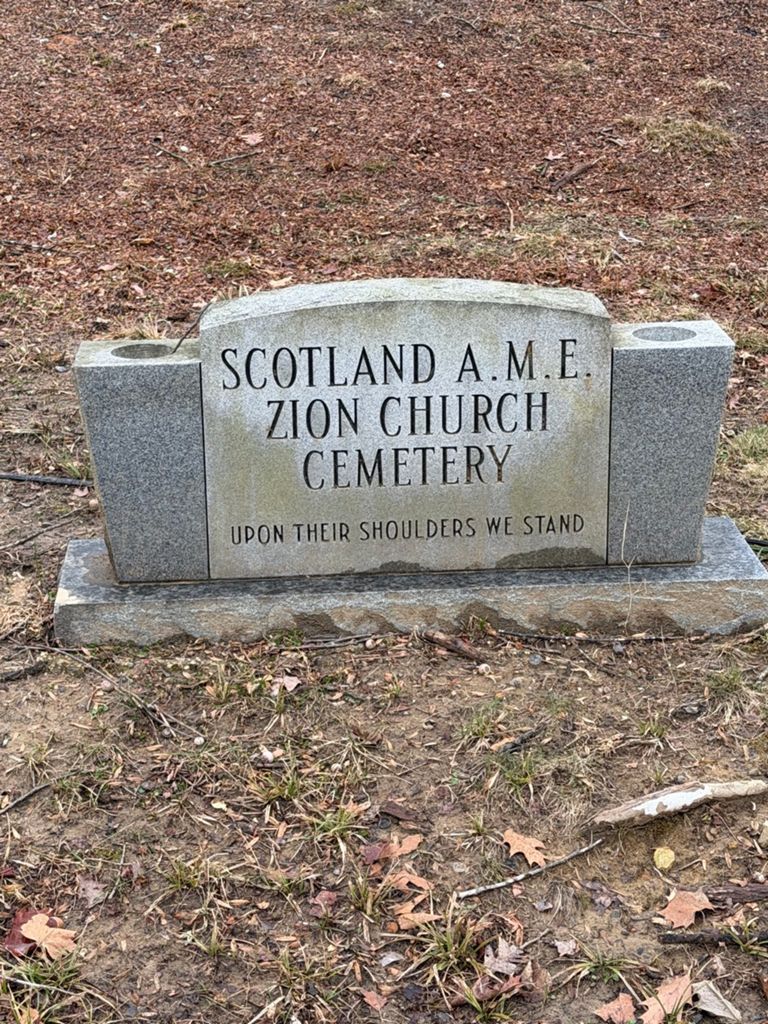 SCOTLAND A.M.E.
ZION CHURCH
CEMETERY
UPON THEIR SHOULDERS WE STAND